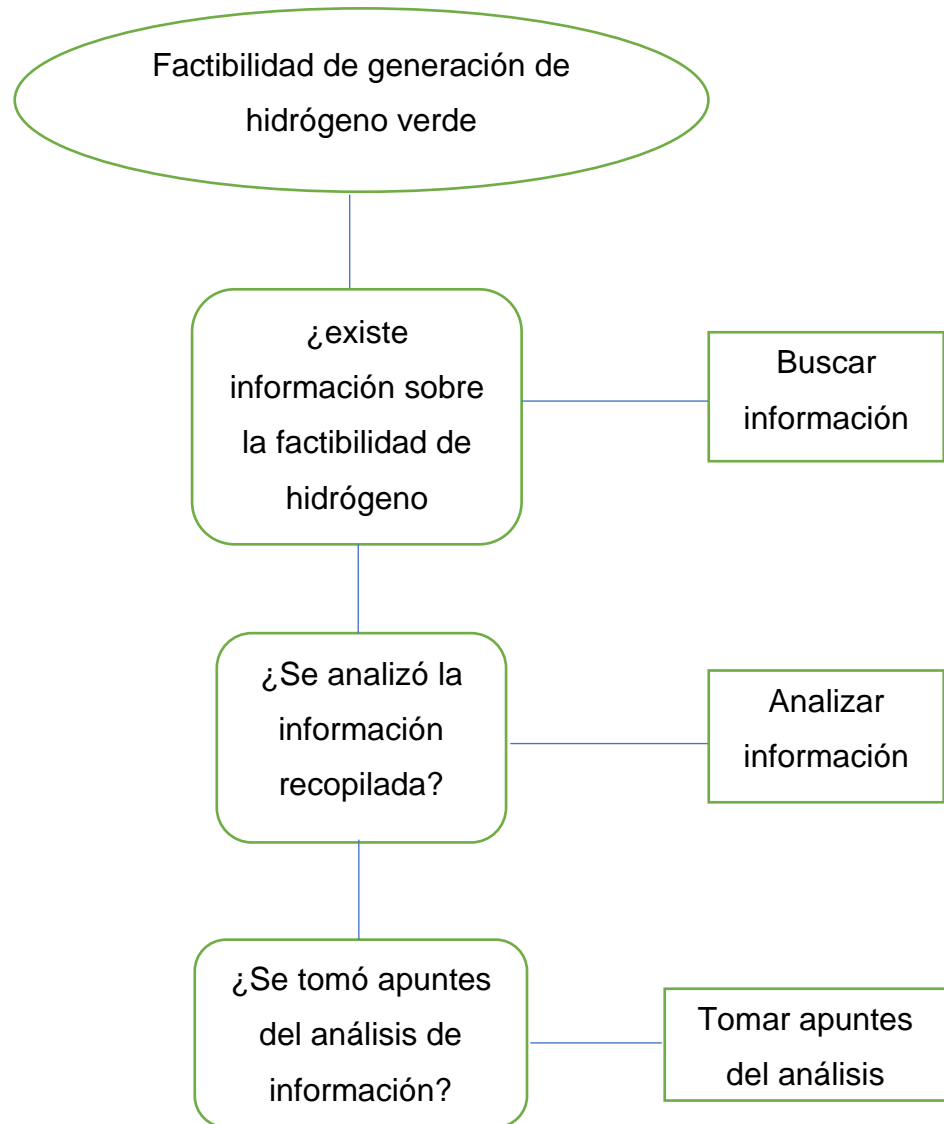 Factibilidad de generación de
hidrógeno verde
¿existe
información sobre
la factibilidad de
hidrógeno
Buscar
información
¿Se analizó la
información
recopilada?
Analizar
información
¿Se tomó apuntes
del análisis de
información?
Tomar apuntes
del análisis